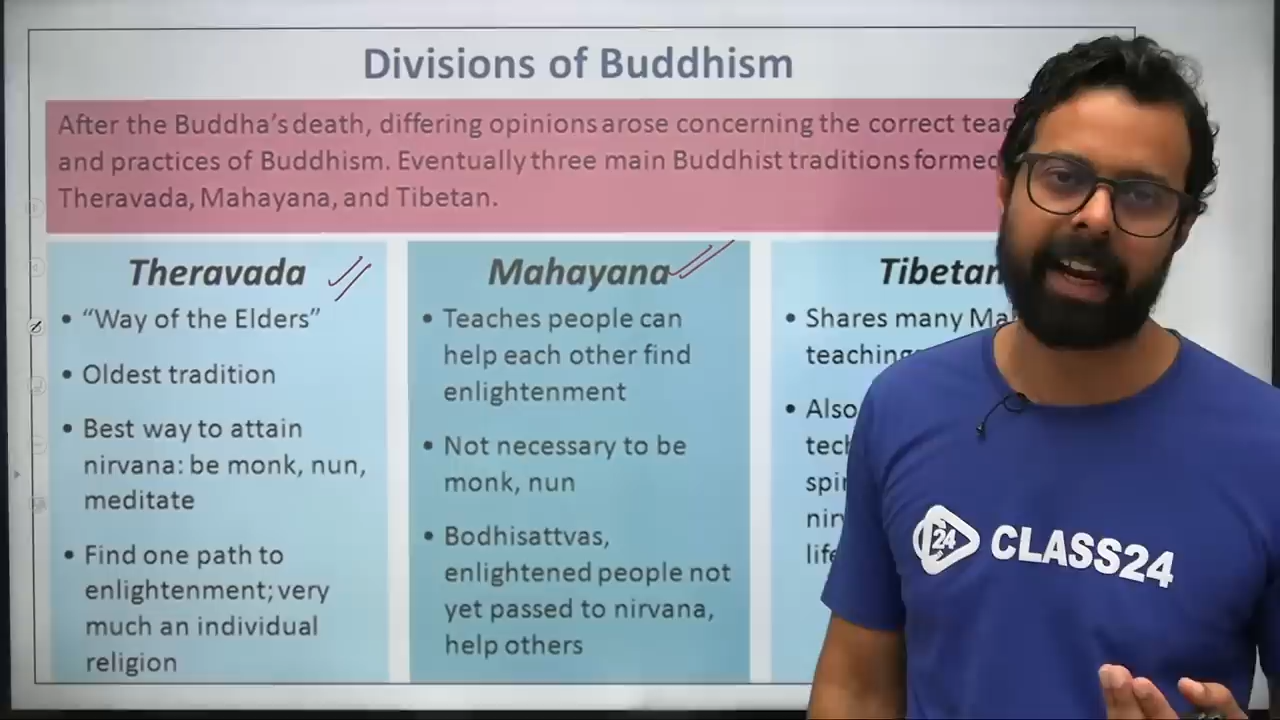 Divisions of Buddhism
After the Buddha's death, differing opinions arose concerning the correct
and practices of Buddhism. Eventually three main Buddhist traditions formed
Theravada, Mahayana, and Tibetan.
Theravada
• "Way of the Elders"
• Oldest tradition
• Best way to attain
nirvana: be monk, nun,
meditate
• Find one path to
enlightenment; very
much an individual
religion
Mahayana
• Teaches people can
help each other find
enlightenment
• Not necessary to be
monk, nun
• Bodhisattvas,
enlightened people not
yet passed to nirvana,
help others
Tibetan
• Shares many
• Also
24 CLASS24